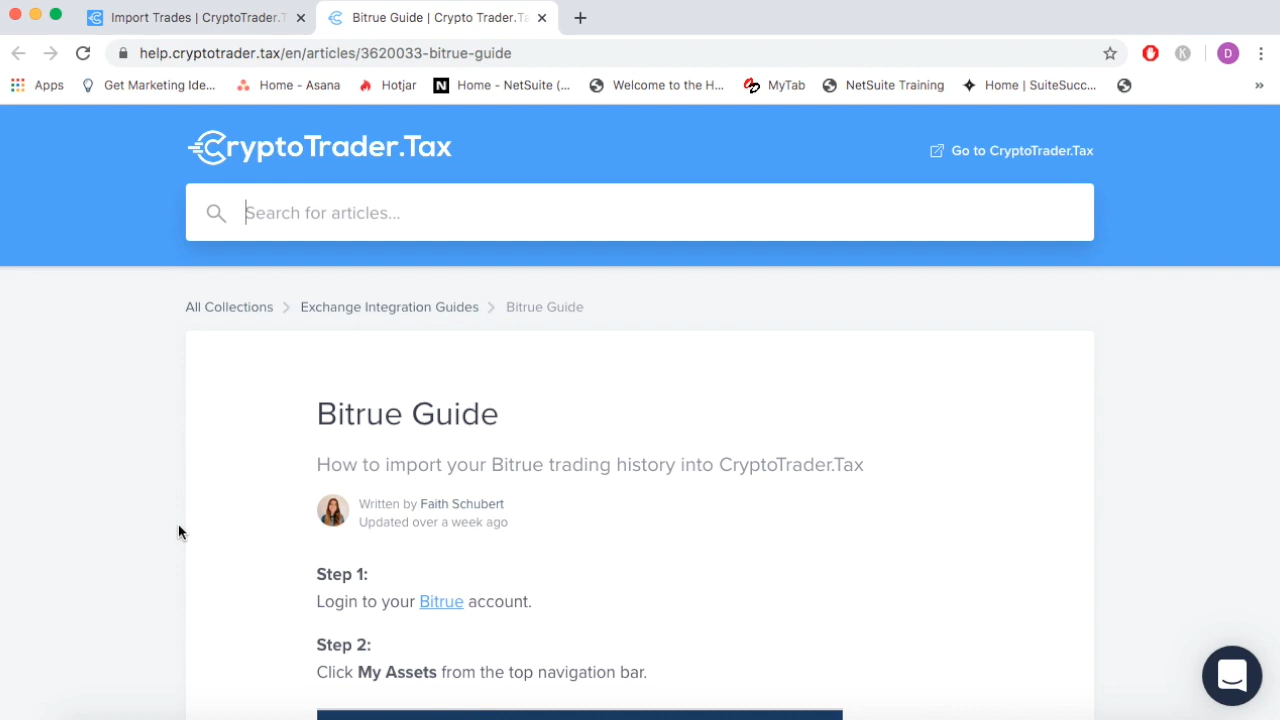 Import Trades | CryptoTrader.T
Bitrue Guide | Crypto Trader.Ta
help.cryptotrader.tax/en/articles/3620033-bitrue-guide
K
D
Apps
Get Marketing Ide...
Home - Asana
Hotjar
N
Home - NetSuite (...
Welcome to the H...
MyTab
NetSuite Training
Home | SuiteSucc...
»
CryptoTrader.Tax
Go to CryptoTrader.Tax
Search for articles...
All Collections
Exchange Integration Guides
Bitrue Guide
Bitrue Guide
How to import your Bitrue trading history into CryptoTrader.Tax
Written by Faith Schubert
Updated over a week ago
Step 1:
Login to your Bitrue account.
Step 2:
Click My Assets from the top navigation bar.